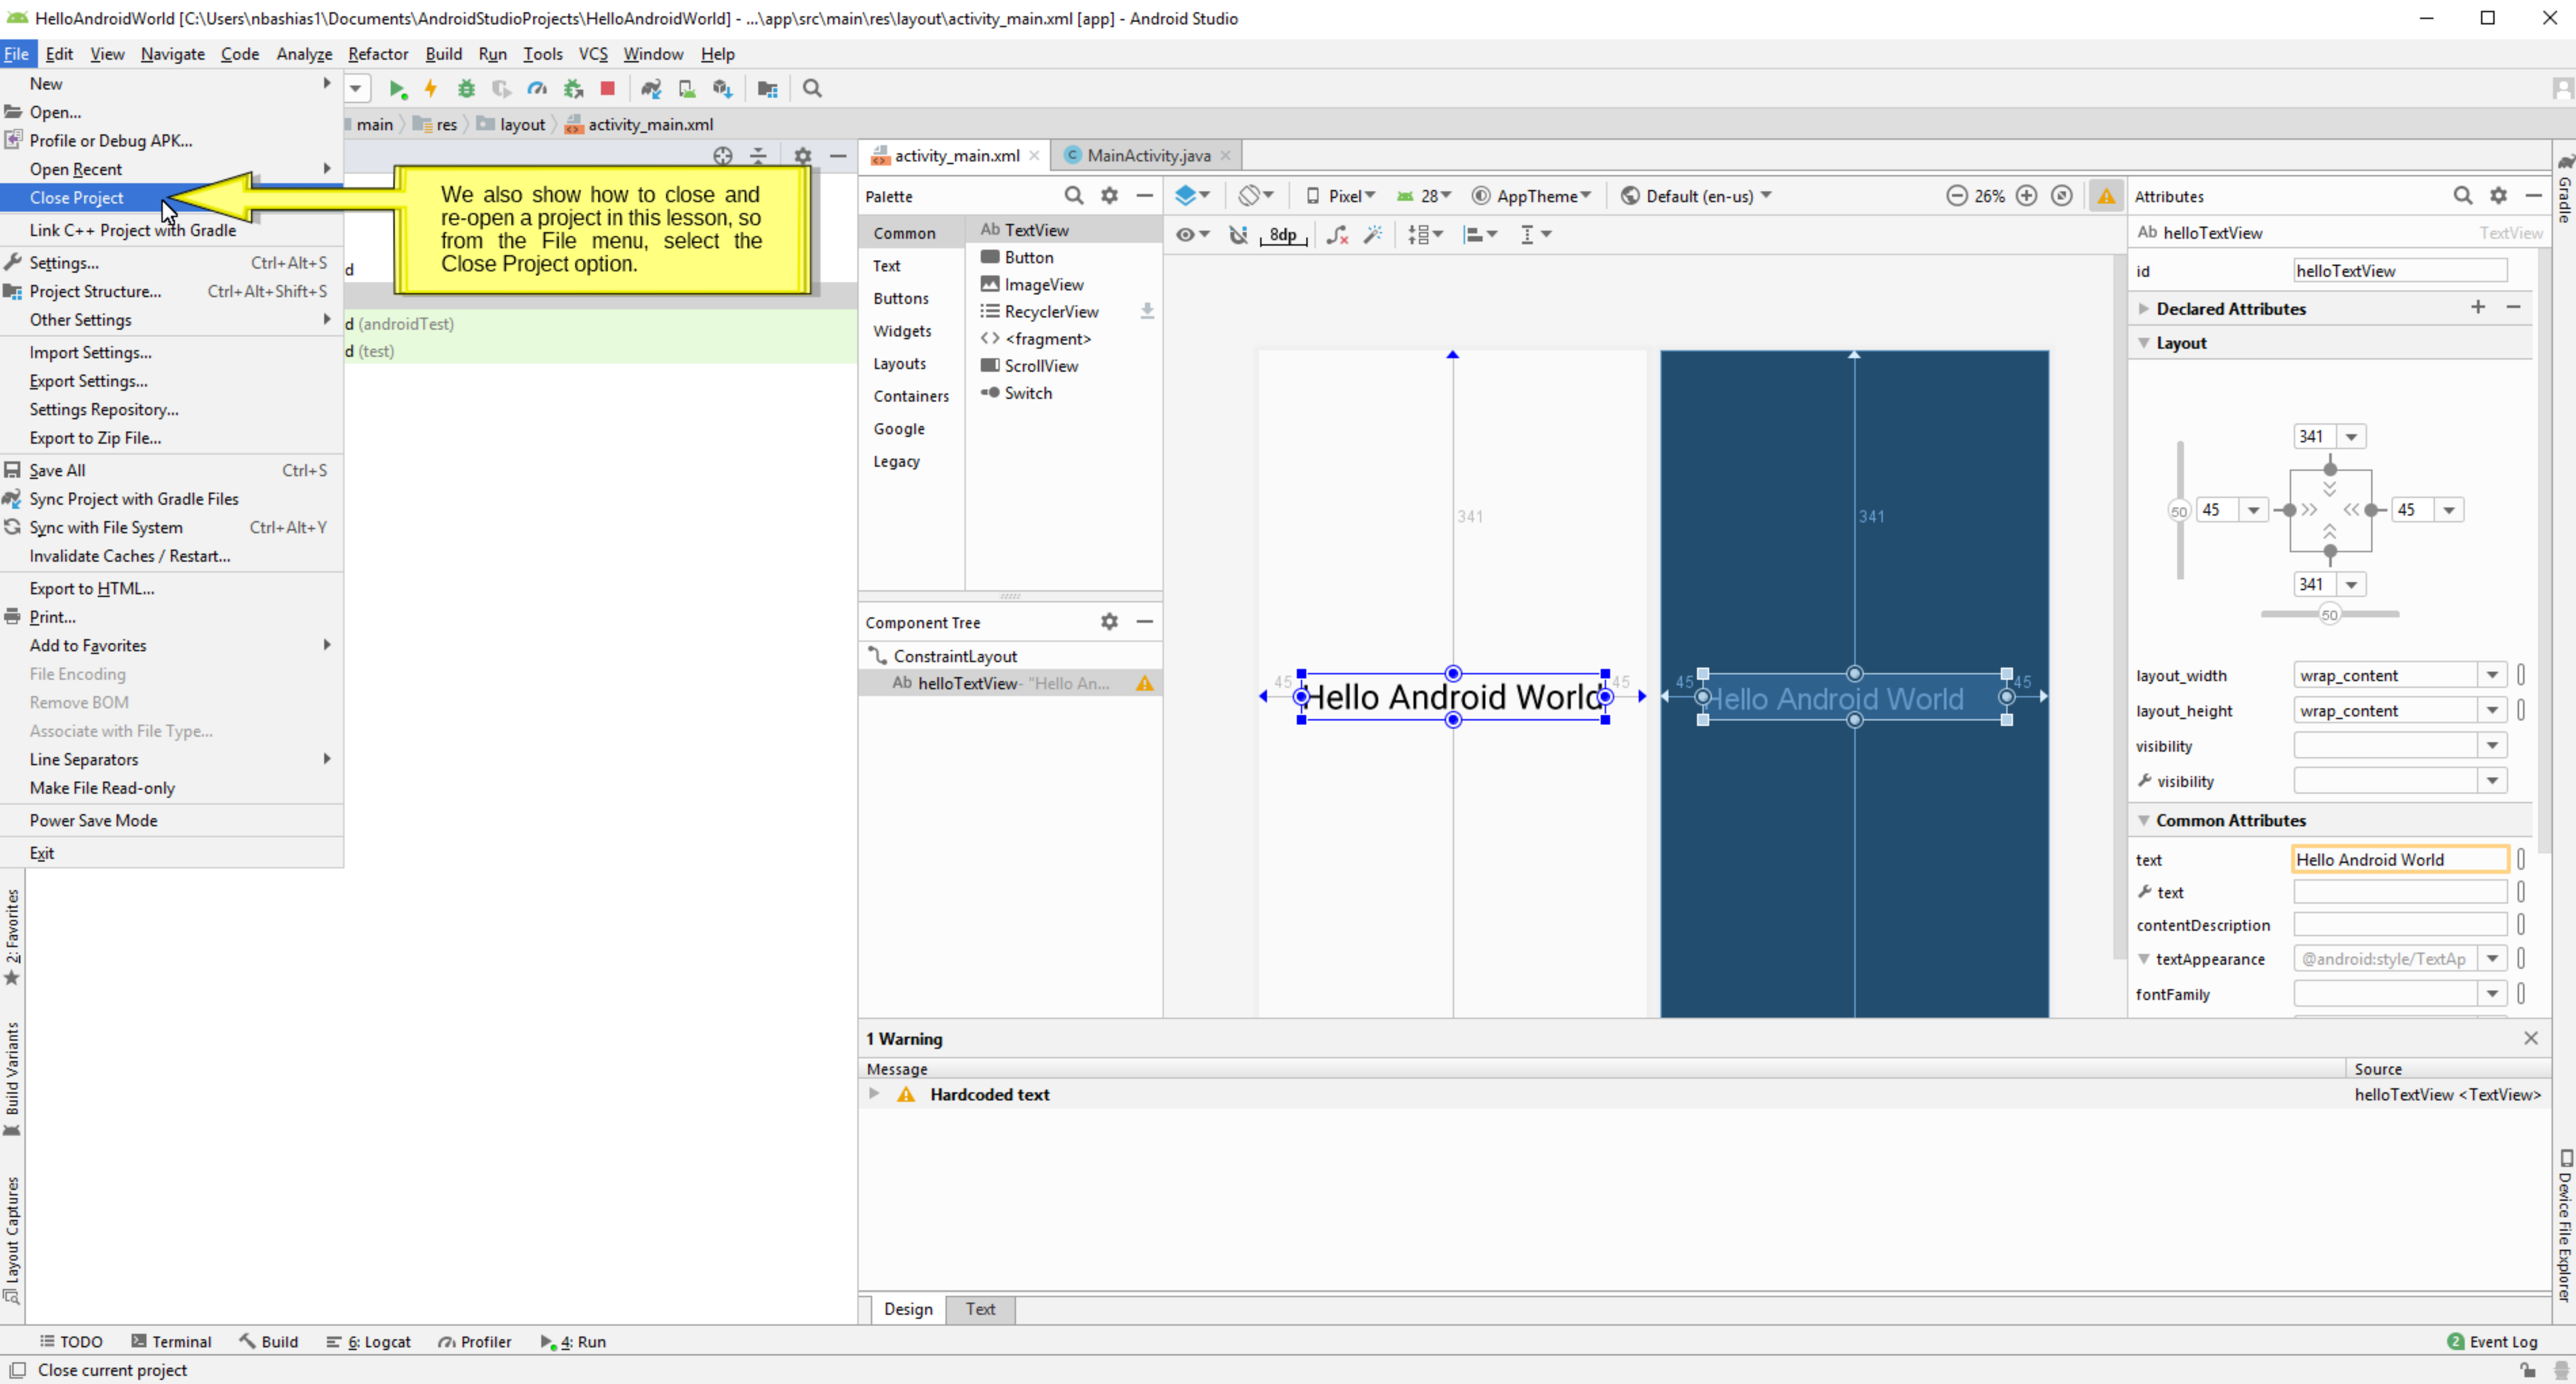 HelloAndroidWorld [C:\Users\nbashias1\Documents\AndroidStudioProjects\HelloAndroidWorld] - ...\app\src\main\res\layout\activity_main.xml [app] - Android Studio
File Edit View Navigate Code Analyze Refactor Build Run Tools VCS Window Help
New
Open...
Profile or Debug APK...
Open Recent
Close Project
Link C++ Project with Gradle
Settings... Ctrl+Alt+S
Project Structure... Ctrl+Alt+Shift+S
Other Settings
Import Settings...
Export Settings...
Settings Repository...
Export to Zip File...
Save All Ctrl+S
Sync Project with Gradle Files
Sync with File System Ctrl+Alt+Y
Invalidate Caches / Restart...
Export to HTML...
Print...
Add to Favorites
File Encoding
Remove BOM
Associate with File Type...
Line Separators
Make File Read-only
Power Save Mode
Exit
main res layout activity_main.xml
We also show how to close and
re-open a project in this lesson, so
from the File menu, select the
Close Project option.
d
d (androidTest)
d (test)
activity_main.xml MainActivity.java
Palette
Common
Text
Buttons
Widgets
Layouts
Containers
Google
Legacy
Ab TextView
Button
ImageView
RecyclerView
<> <fragment>
ScrollView
Switch
Component Tree
ConstraintLayout
Ab helloTextView- "Hello An...
Pixel 28 AppTheme Default (en-us) 26%
8dp
341
45 Hello Android World 45
341
45 Hello Android World 45
Attributes
Ab helloTextView TextView
id helloTextView
Declared Attributes
Layout
341
50 45 45
341
50
layout_width wrap_content
layout_height wrap_content
visibility
visibility
Common Attributes
text Hello Android World
text
contentDescription
textAppearance @android:style/TextAp
fontFamily
1 Warning
Message Source
Hardcoded text helloTextView <TextView>
Design Text
2: Favorites
Build Variants
Layout Captures
Gradle
Device File Explorer
TODO Terminal Build 6: Logcat Profiler 4: Run 2 Event Log
Close current project